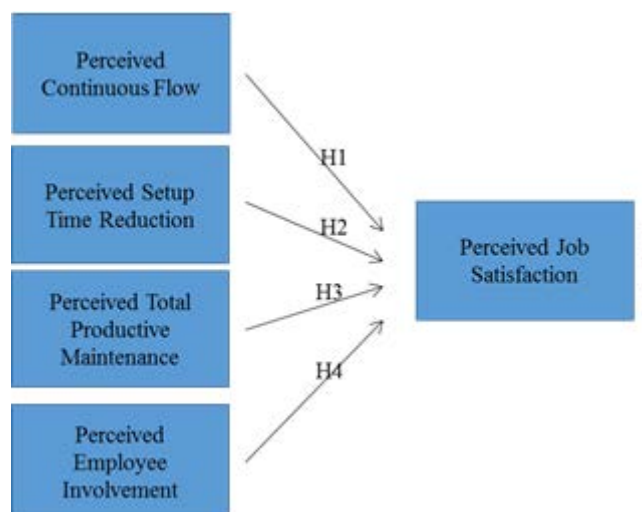 Perceived
Continuous Flow
H1
Perceived Setup
Time Reduction
H2
Perceived Job
Satisfaction
Perceived Total
Productive
Maintenance
H3
H4
Perceived
Employee
Involvement